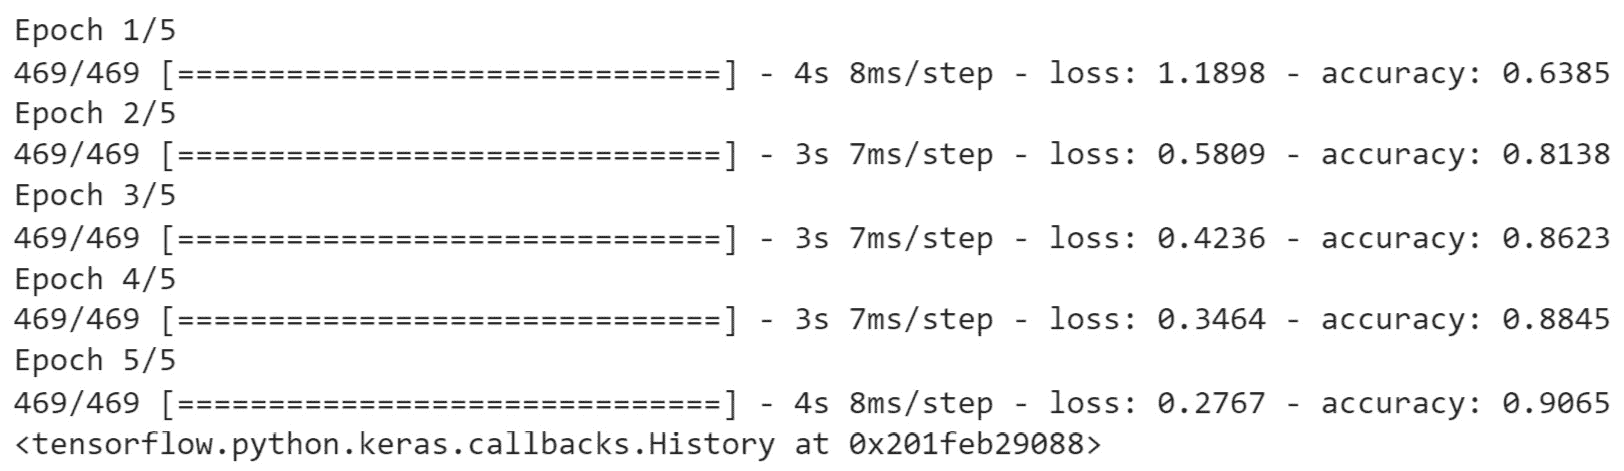 Epoch 1/5
469/469 [==============================] - 4s 8ms/step - loss: 1.1898 - accuracy: 0.6385
Epoch 2/5
469/469 [==============================] - 3s 7ms/step - loss: 0.5809 - accuracy: 0.8138
Epoch 3/5
469/469 [==============================] - 3s 7ms/step - loss: 0.4236 - accuracy: 0.8623
Epoch 4/5
469/469 [==============================] - 3s 7ms/step - loss: 0.3464 - accuracy: 0.8845
Epoch 5/5
469/469 [==============================] - 4s 8ms/step - loss: 0.2767 - accuracy: 0.9065
<tensorflow.python.keras.callbacks.History at 0x201feb29088>